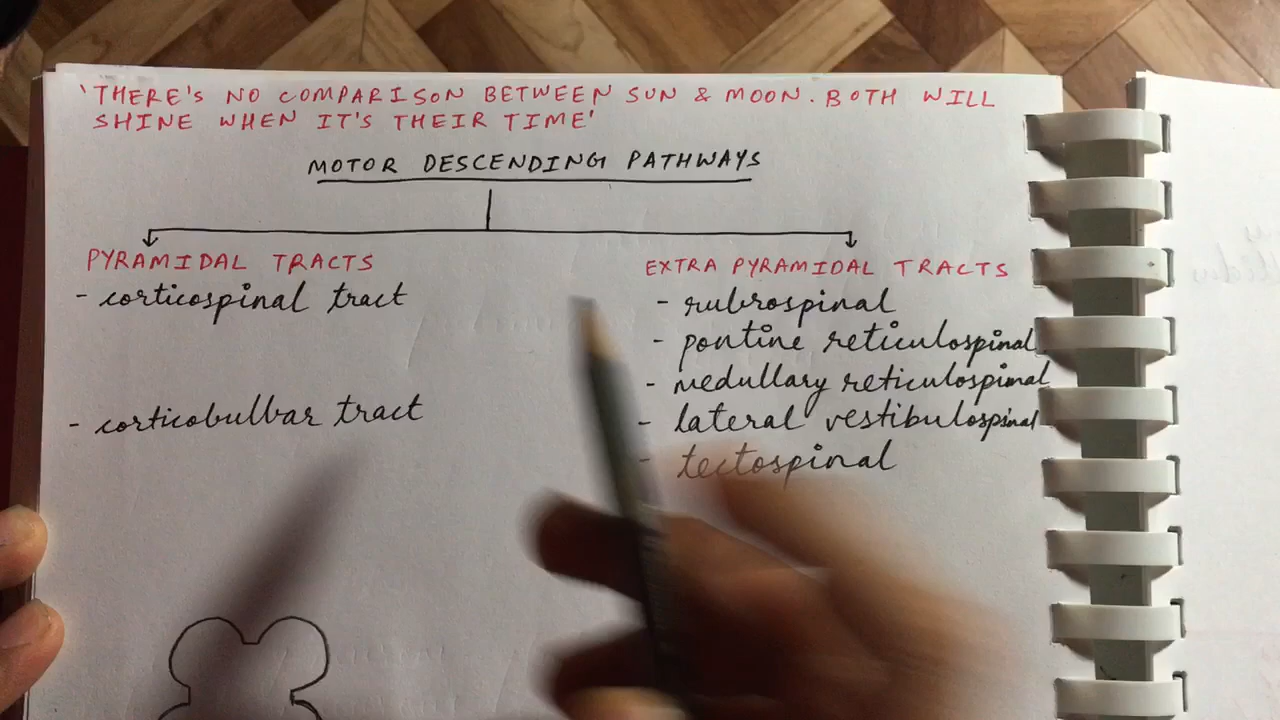 'THERE'S NO COMPARISON BETWEEN SUN & MOON. BOTH WILL
SHINE WHEN IT'S THEIR TIME'
MOTOR DESCENDING PATHWAYS
PYRAMIDAL TRACTS
- corticospinal tract
- corticobulbar tract
EXTRA PYRAMIDAL TRACTS
- rubrospinal
- pontine reticulospinal
- medullary reticulospinal
- lateral vestibulospinal
- tectospinal